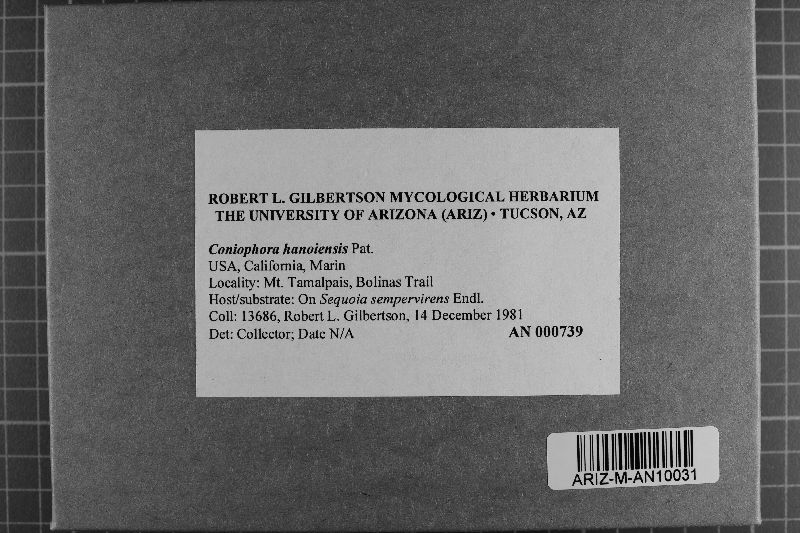 ROBERT L. GILBERTSON MYCOLOGICAL HERBARIUM
THE UNIVERSITY OF ARIZONA (ARIZ) • TUCSON, AZ
Coniophora hanoiensis Pat.
USA, California, Marin
Locality: Mt. Tamalpais, Bolinas Trail
Host/substrate: On Sequoia sempervirens Endl.
Coll: 13686, Robert L. Gilbertson, 14 December 1981
Det: Collector; Date N/A AN 000739
ARIZ-M-AN10031